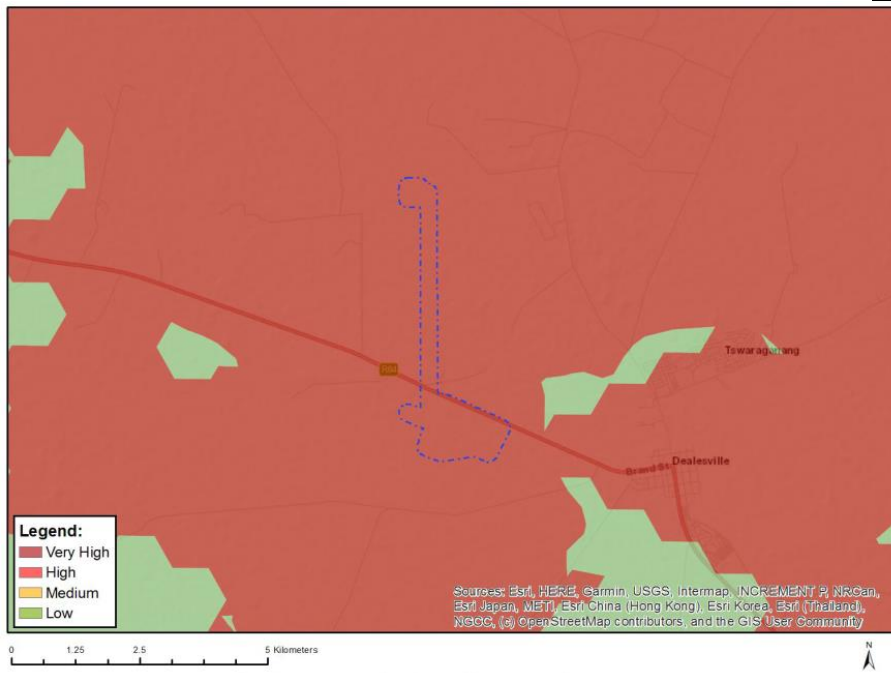 Tswaraganang
Dealesville
Brand St
Legend:
Very High
High
Medium
Low
Sources: Esri, HERE, Garmin, USGS, Intermap, INCREMENT P, NRCan,
Esri Japan, METI, Esri China (Hong Kong), Esri Korea, Esri (Thailand),
NGCC, (c) OpenStreetMap contributors, and the GIS User Community
0 1.25 2.5 5 Kilometers
N